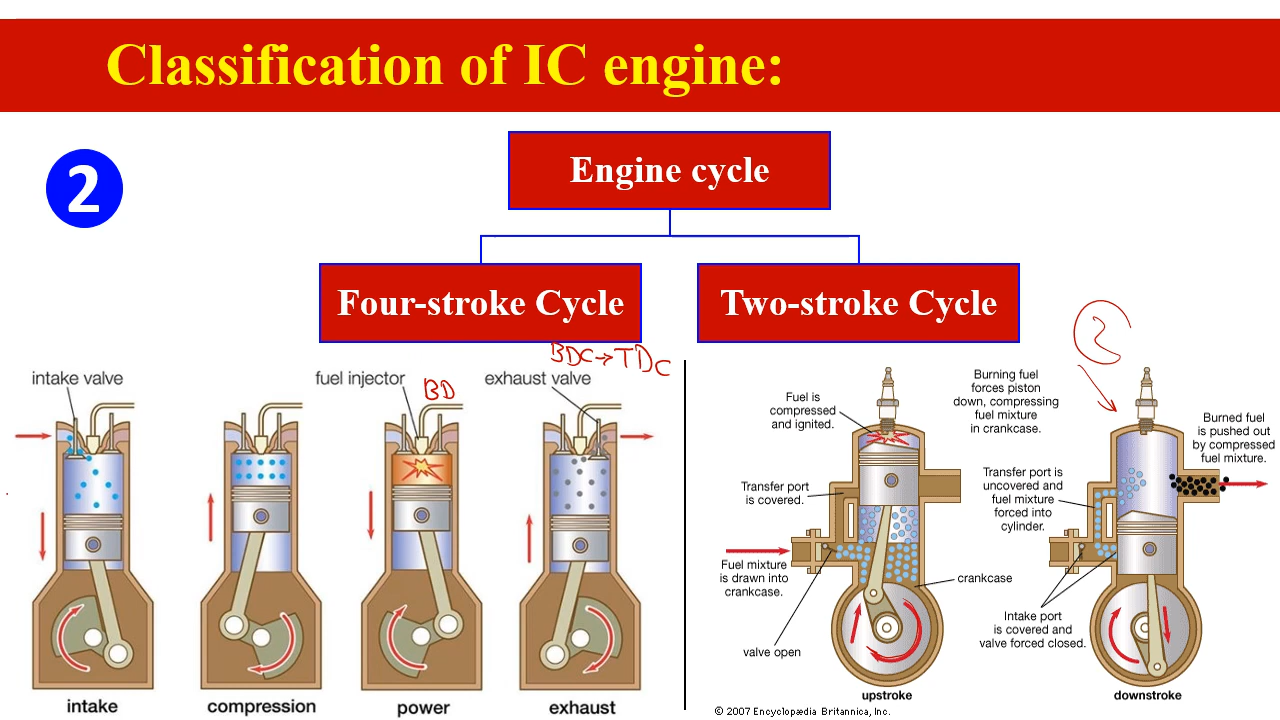 Classification of IC engine:
2
Engine cycle
Four-stroke Cycle
Two-stroke Cycle
BDC→TDC
intake valve
fuel injector
BD
exhaust valve
intake
compression
power
exhaust
2
Fuel is
compressed
and ignited.
Burning fuel
forces piston
down, compressing
fuel mixture
in crankcase.
Burned fuel
is pushed out
by compressed
fuel mixture.
Transfer port
is covered.
Transfer port is
uncovered and
fuel mixture
forced into
cylinder.
Fuel mixture
is drawn into
crankcase.
crankcase
Intake port
is covered and
valve forced closed.
valve open
upstroke
downstroke
© 2007 Encyclopædia Britannica, Inc.